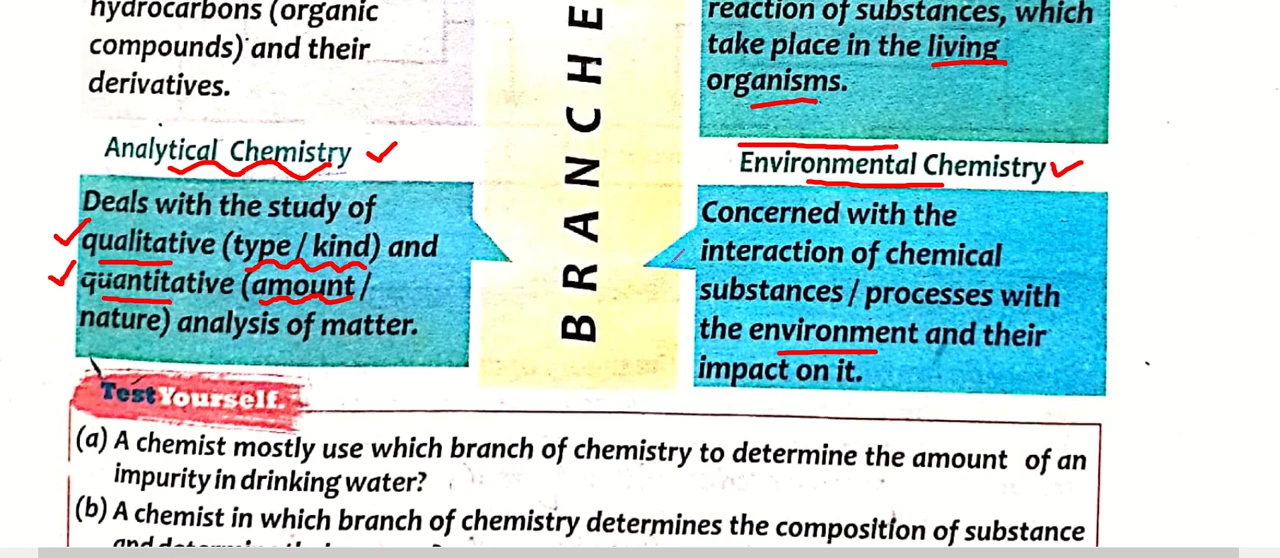 hydrocarbons (organic
compounds) and their
derivatives.
Analytical Chemistry
Deals with the study of
qualitative (type / kind) and
quantitative (amount /
nature) analysis of matter.
BRANCHE
reaction of substances, which
take place in the living
organisms.
Environmental Chemistry
Concerned with the
interaction of chemical
substances / processes with
the environment and their
impact on it.
Test Yourself.
(a) A chemist mostly use which branch of chemistry to determine the amount of an
impurity in drinking water?
(b) A chemist in which branch of chemistry determines the composition of substance
and